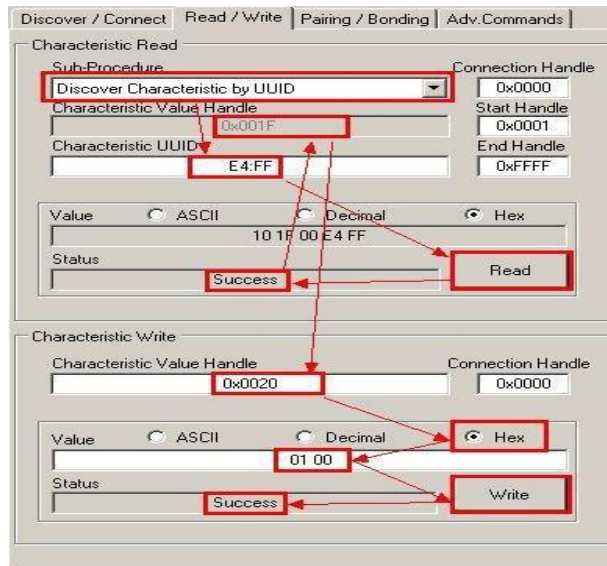 Discover / Connect Read / Write Pairing / Bonding Adv.Commands
Characteristic Read
Sub-Procedure Connection Handle
Discover Characteristic by UUID 0x0000
Characteristic Value Handle Start Handle
0x001F 0x0001
Characteristic UUID End Handle
E4:FF 0xFFFF
Value ASCII Decimal Hex
10 1F 00 E4 FF
Status
Success Read
Characteristic Write
Characteristic Value Handle Connection Handle
0x0020 0x0000
Value ASCII Decimal Hex
01 00
Status
Success Write